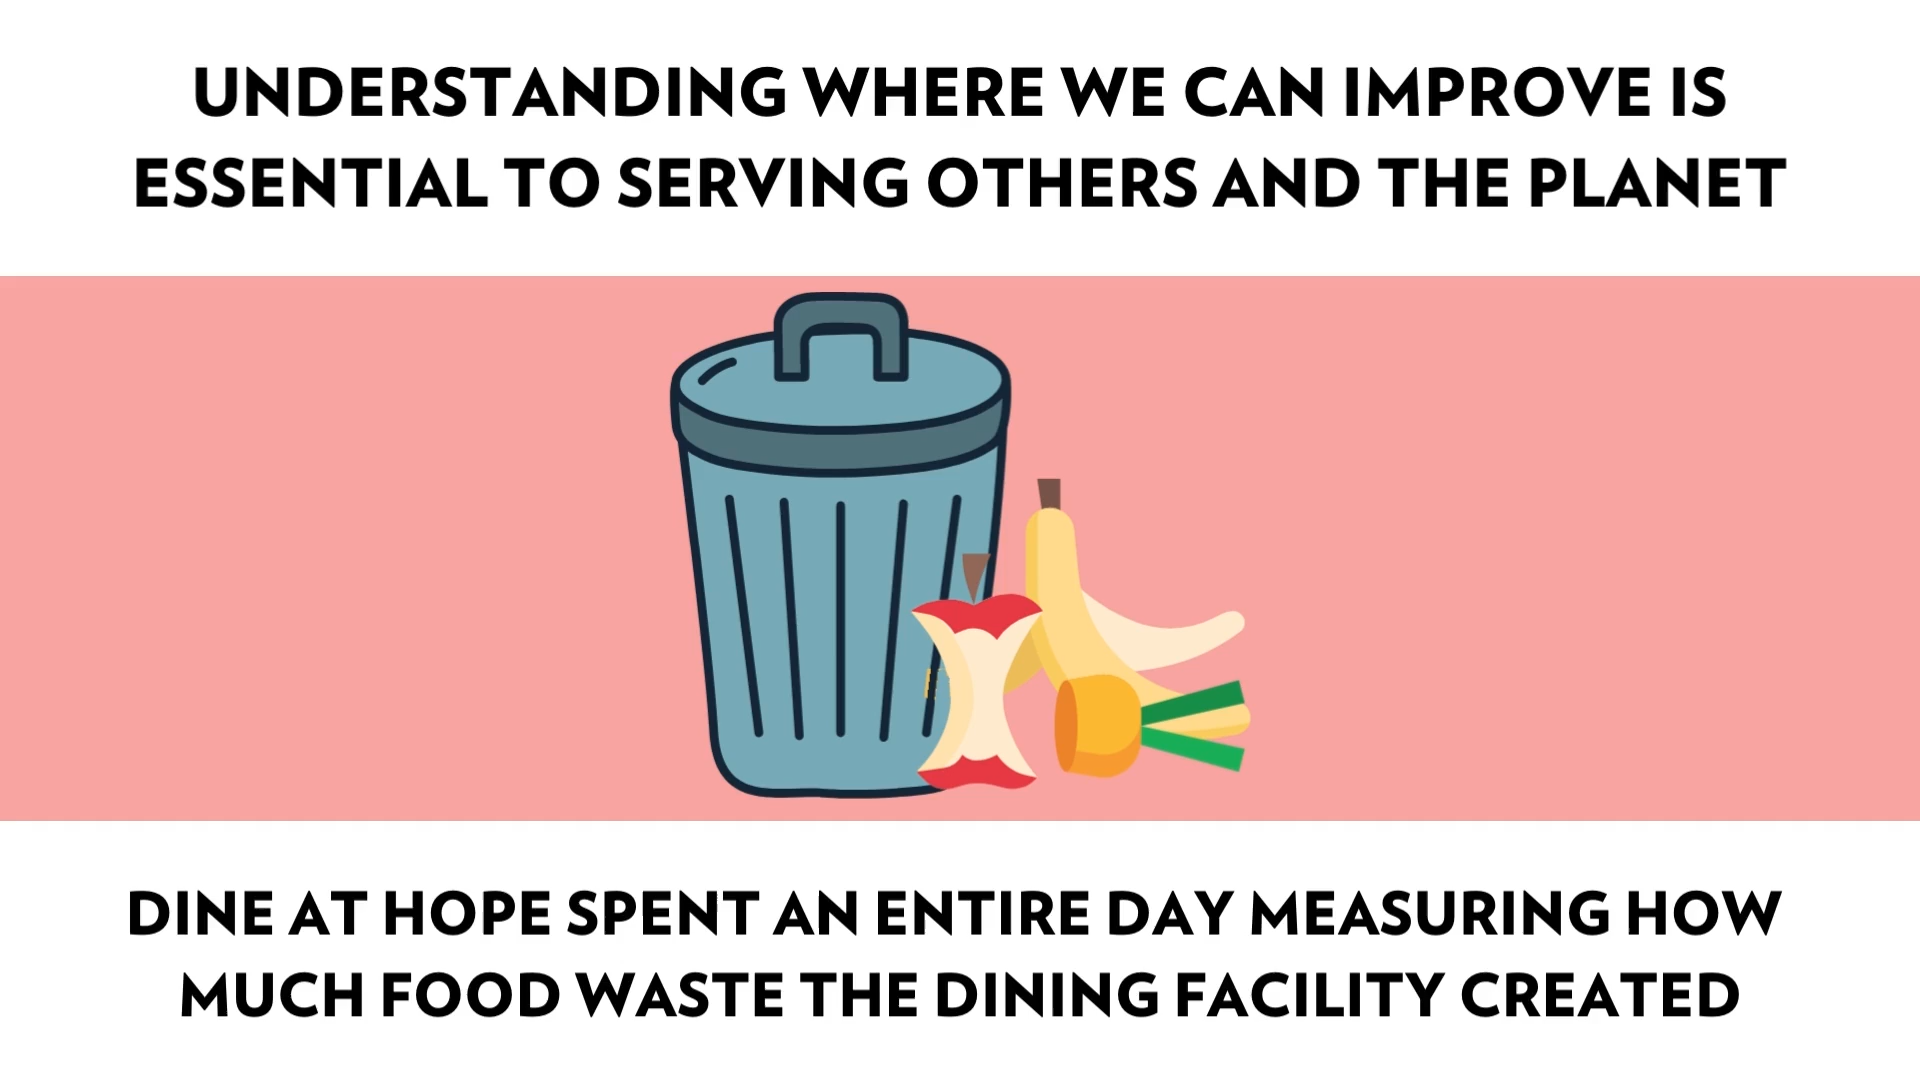 UNDERSTANDING WHERE WE CAN IMPROVE IS
ESSENTIAL TO SERVING OTHERS AND THE PLANET
DINE AT HOPE SPENT AN ENTIRE DAY MEASURING HOW
MUCH FOOD WASTE THE DINING FACILITY CREATED